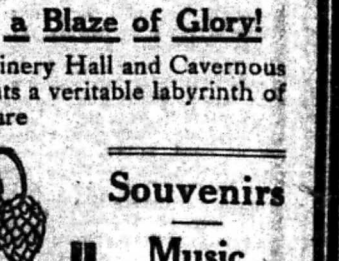 a Blaze of Glory!
inery Hall and Cavernous
ts a veritable labyrinth of
are
Souvenirs
Music